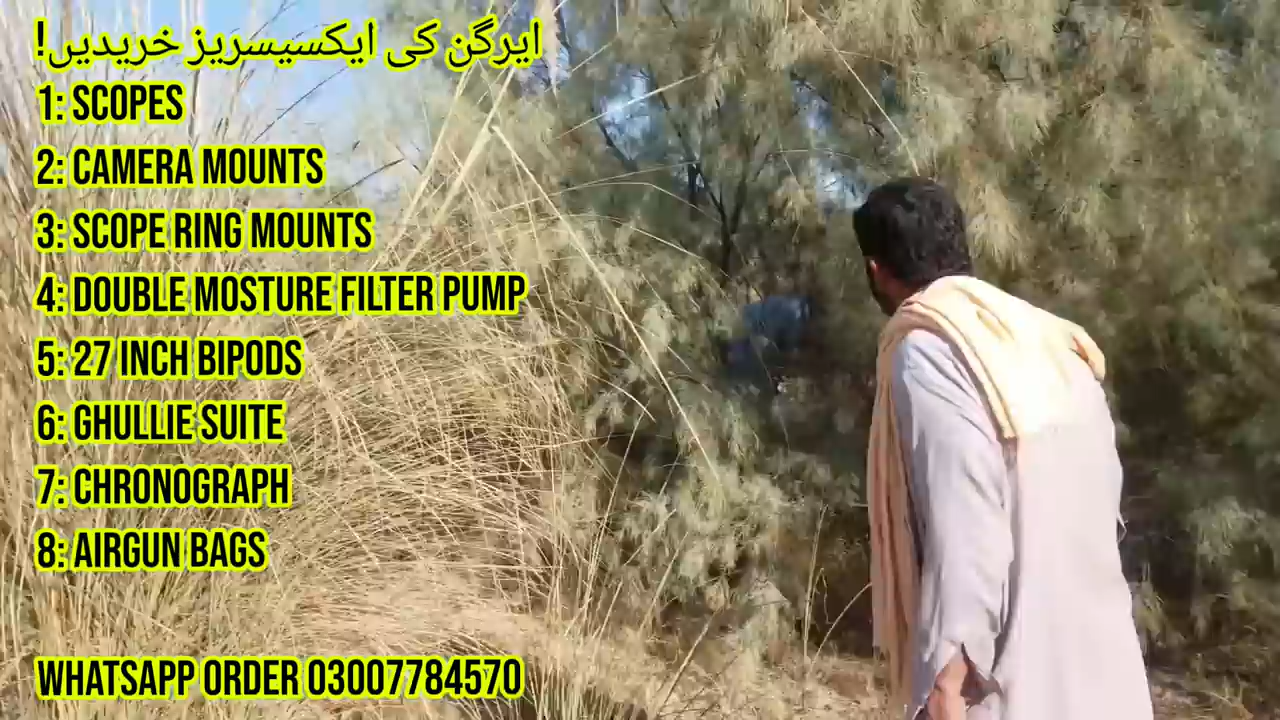 ایرگن کی ایکسیسریز خریدیں!
1: SCOPES
2: CAMERA MOUNTS
3: SCOPE RING MOUNTS
4: DOUBLE MOSTURE FILTER PUMP
5: 27 INCH BIPODS
6: GHULLIE SUITE
7: CHRONOGRAPH
8: AIRGUN BAGS
WHATSAPP ORDER 03007784570